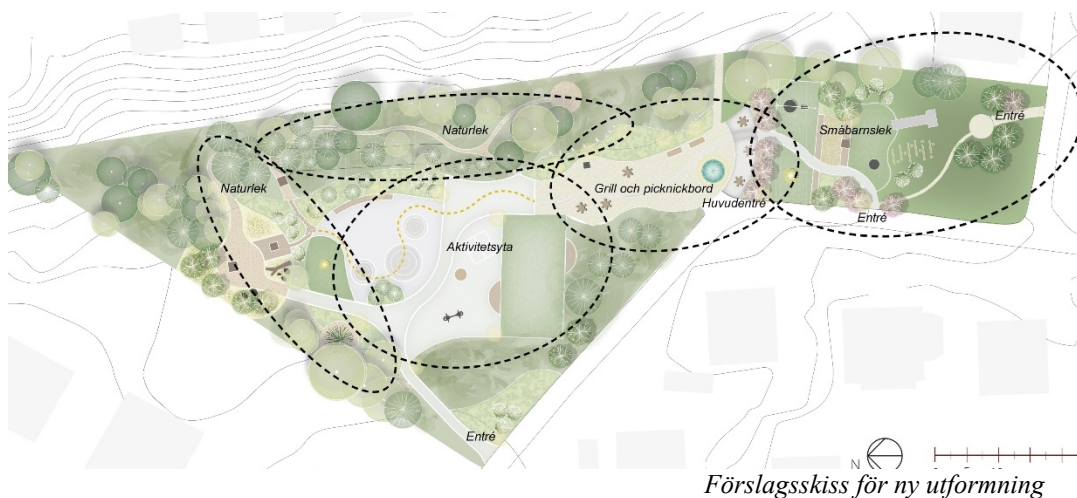 Naturlek
Entré
Småbarnslek
Naturlek
Grill och picknickbord
Huvudentré
Entré
Aktivitetsyta
Entré
N
Förslagsskiss för ny utformning